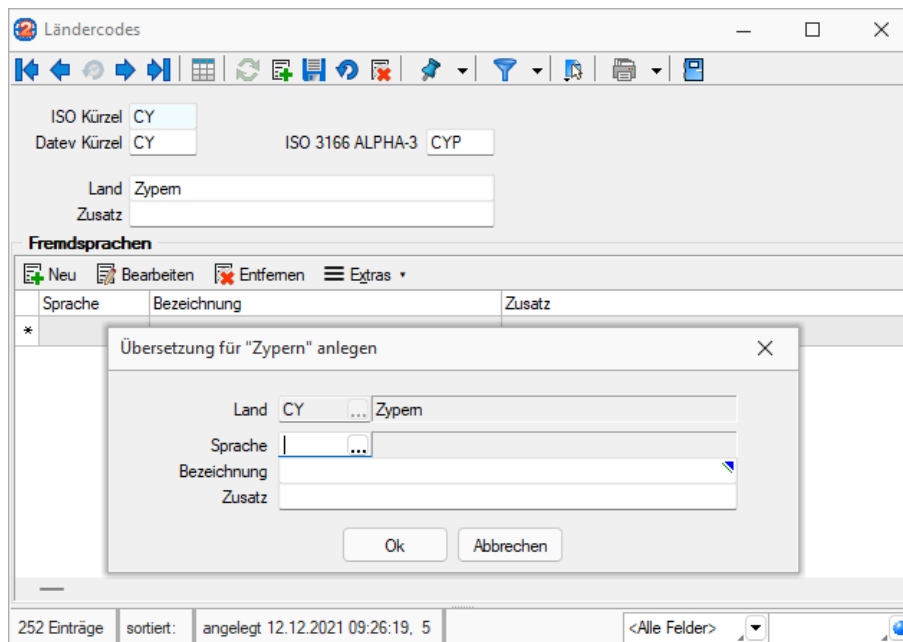 Ländercodes
ISO Kürzel CY
Datev Kürzel CY ISO 3166 ALPHA-3 CYP
Land Zypern
Zusatz
Fremdsprachen
Neu Bearbeiten Entfernen Extras
Sprache Bezeichnung Zusatz
*
Übersetzung für "Zypern" anlegen
Land CY ... Zypern
Sprache ...
Bezeichnung
Zusatz
Ok Abbrechen
252 Einträge sortiert: angelegt 12.12.2021 09:26:19, 5 <Alle Felder>